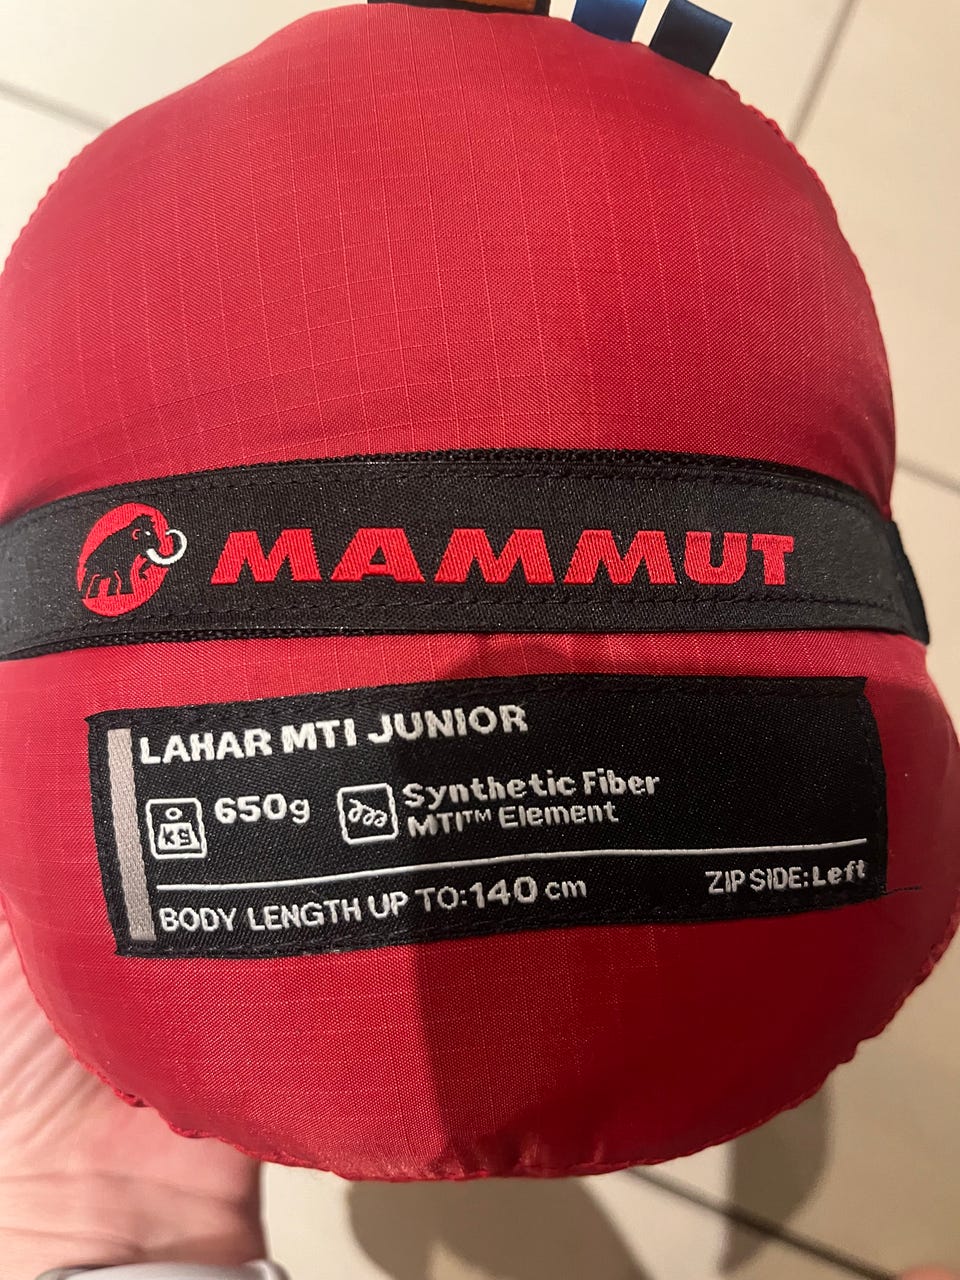 MAMMUT
LAHAR MTI JUNIOR
KG 650g
Synthetic Fiber
MTI™ Element
BODY LENGTH UP TO:140 cm ZIP SIDE:Left